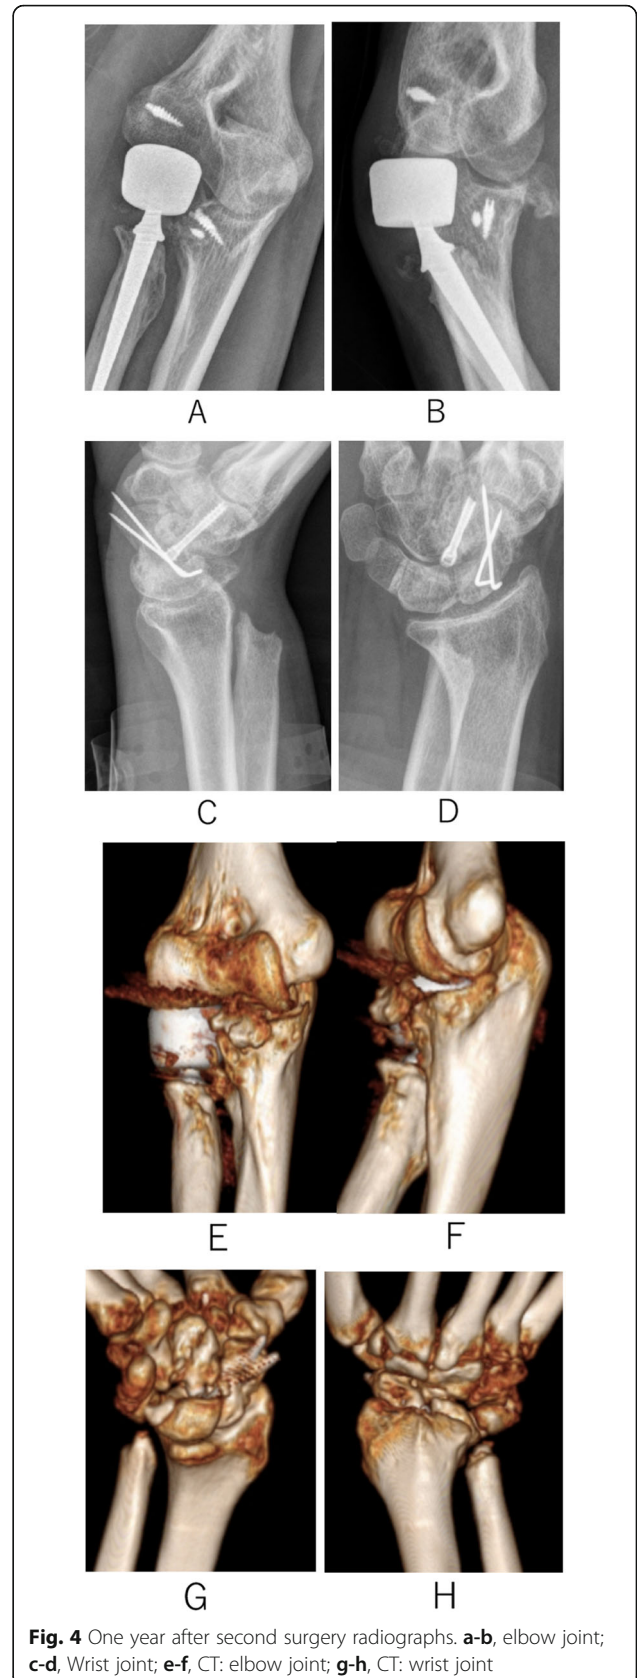 A
B
C
D
E
F
G
H
Fig. 4 One year after second surgery radiographs. a-b, elbow joint;
c-d, Wrist joint; e-f, CT: elbow joint; g-h, CT: wrist joint